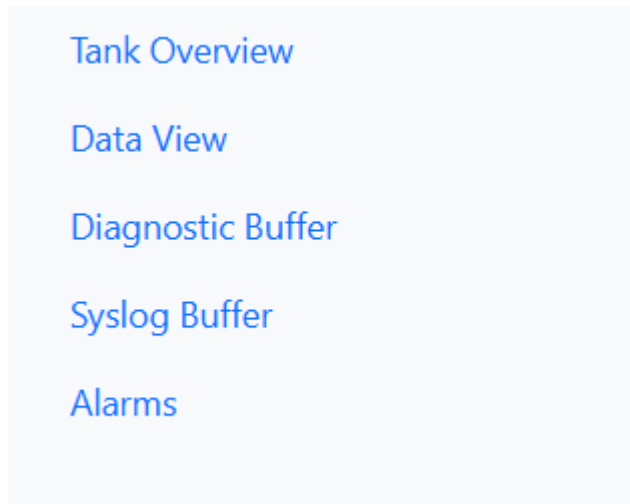 Tank Overview
Data View
Diagnostic Buffer
Syslog Buffer
Alarms